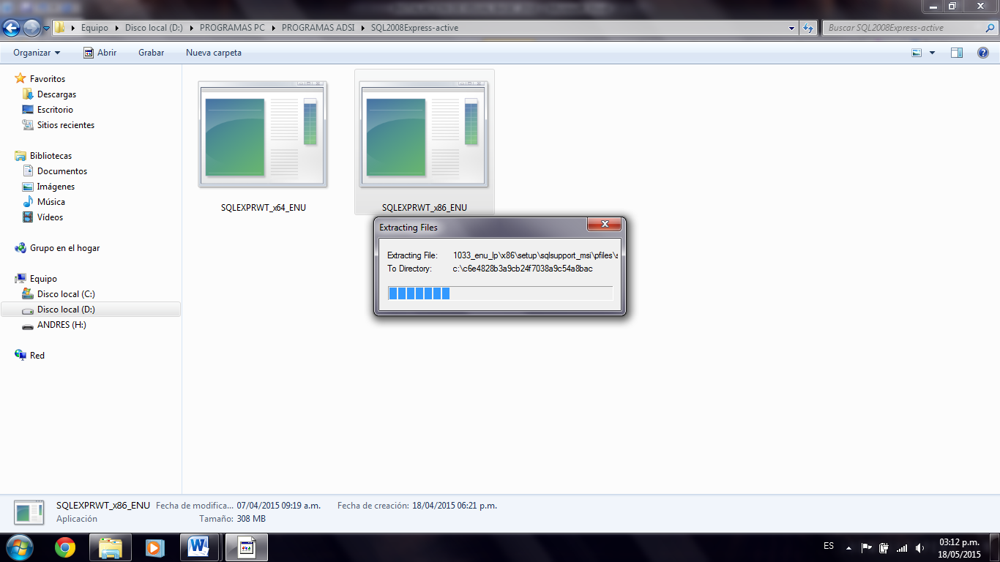 Equipo Disco local (D:) PROGRAMAS PC PROGRAMAS ADSI SQL2008Express-active
Buscar SQL2008Express-active
Organizar Abrir Grabar Nueva carpeta
Favoritos
Descargas
Escritorio
Sitios recientes
Bibliotecas
Documentos
Imágenes
Música
Vídeos
Grupo en el hogar
Equipo
Disco local (C:)
Disco local (D:)
ANDRES (H:)
Red
SQLEXPRWT_x64_ENU
SQLEXPRWT_x86_ENU
Extracting Files
Extracting File: 1033_enu_lp\x86\setup\sqlsupport_msi\pfiles\s
To Directory: c:\c6e4828b3a9cb24f7038a9c54a8bac
SQLEXPRWT_x86_ENU Fecha de modifica... 07/04/2015 09:19 a.m. Fecha de creación: 18/04/2015 06:21 p.m.
Aplicación Tamaño: 308 MB
ES
03:12 p.m.
18/05/2015